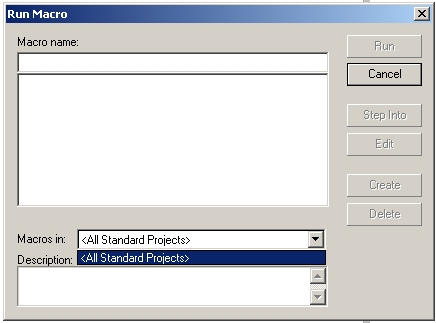 Run Macro
Macro name:
Run
Cancel
Step Into
Edit
Create
Delete
Macros in:
<All Standard Projects>
<All Standard Projects>
Description: